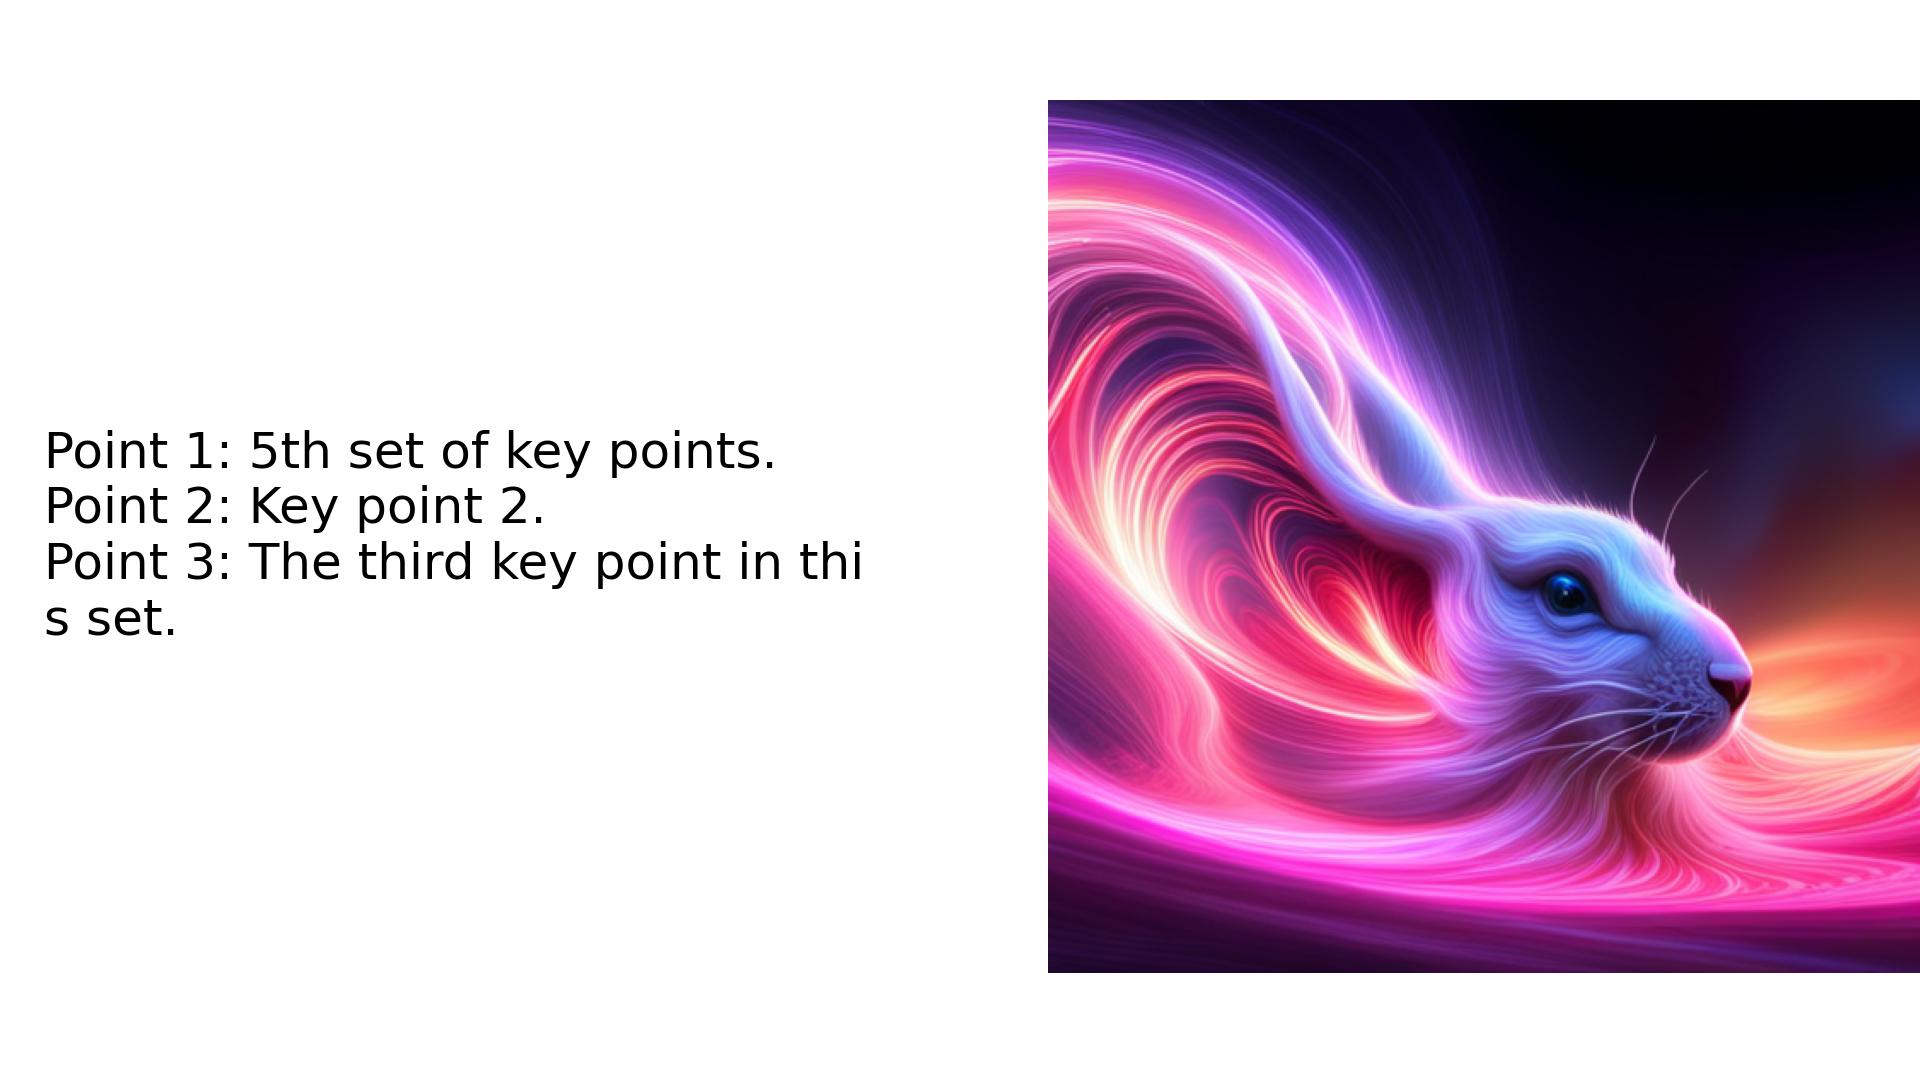 Point 1: 5th set of key points.
Point 2: Key point 2.
Point 3: The third key point in thi
s set.